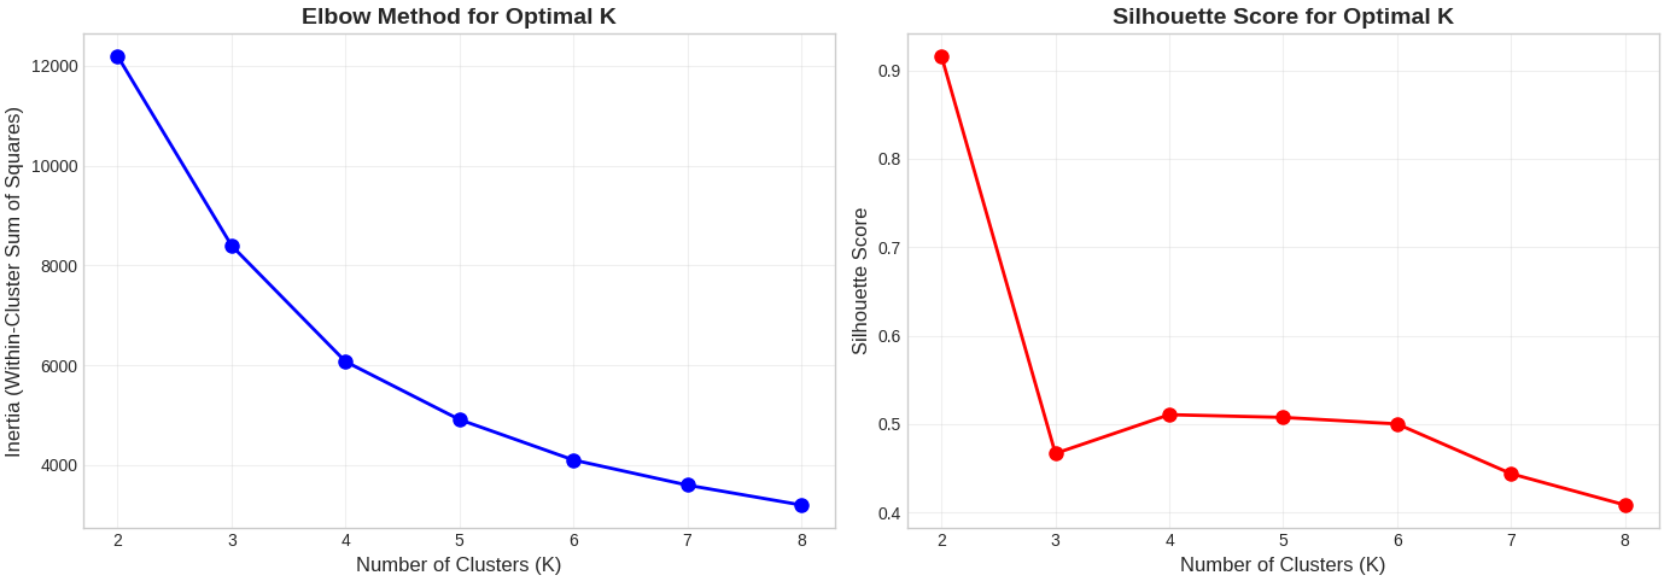 Elbow Method for Optimal K
Inertia (Within-Cluster Sum of Squares)
12000
10000
8000
6000
4000
2 3 4 5 6 7 8
Number of Clusters (K)
Silhouette Score for Optimal K
Silhouette Score
0.9
0.8
0.7
0.6
0.5
0.4
2 3 4 5 6 7 8
Number of Clusters (K)